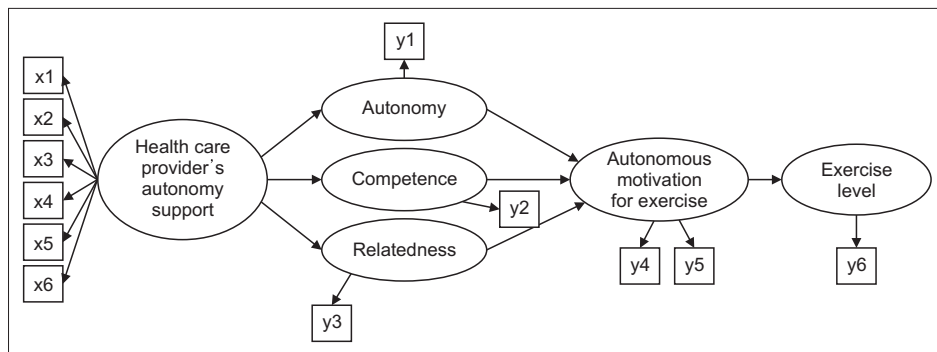 x1
x2
x3
x4
x5
x6
Health care
provider's
autonomy
support
y1
Autonomy
Competence
y2
Relatedness
y3
Autonomous
motivation
for exercise
y4
y5
Exercise
level
y6